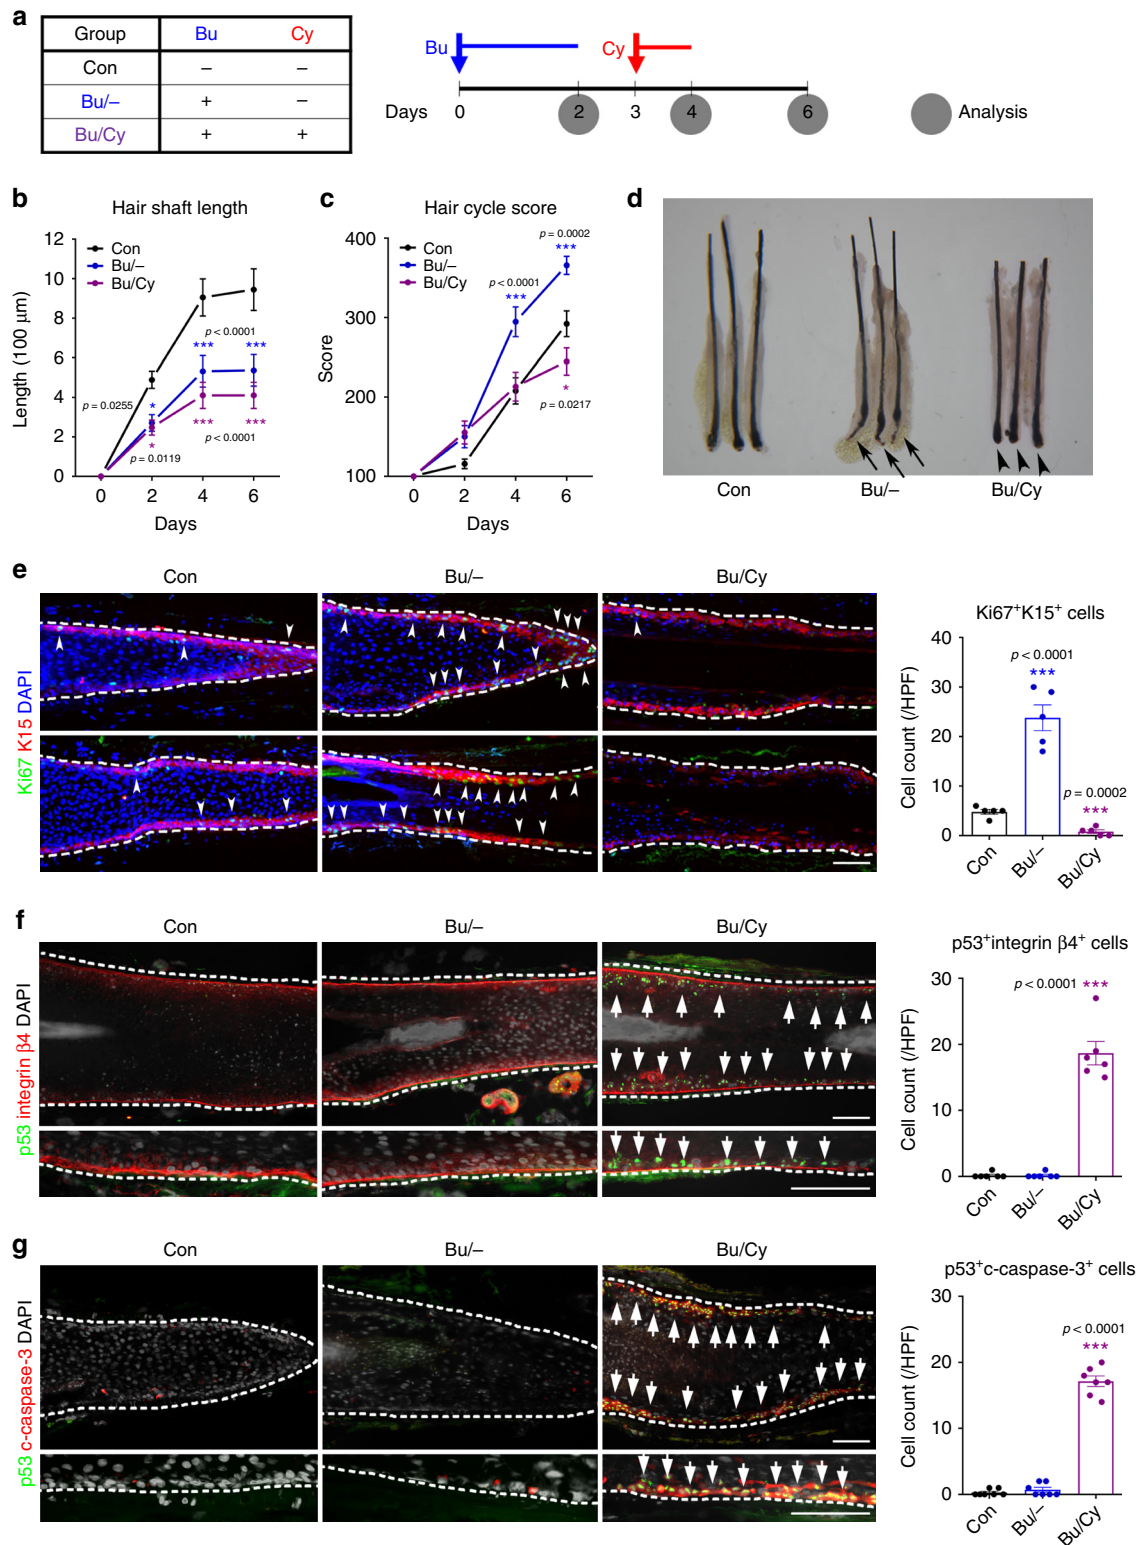 a
Group Bu Cy
Con – –
Bu/– + –
Bu/Cy + +
Bu Cy
Days 0 2 3 4 6 Analysis
b
Hair shaft length
Con
Bu/–
Bu/Cy
Length (100 μm)
12
10
8
6
4
2
0
p < 0.0001
*** ***
p = 0.0255
*
*
p = 0.0119
*** ***
p < 0.0001
0 2 4 6
Days
c
Hair cycle score
Con
Bu/–
Bu/Cy
Score
400
300
200
100
p = 0.0002
***
p < 0.0001
***
*
p = 0.0217
0 2 4 6
Days
d
Con Bu/– Bu/Cy
e
Con Bu/– Bu/Cy
Ki67 K15 DAPI
Ki67⁺K15⁺ cells
Cell count (/HPF)
40
30
20
10
0
p < 0.0001
***
p = 0.0002
***
Con Bu/– Bu/Cy
f
Con Bu/– Bu/Cy
p53 integrin β4 DAPI
p53⁺integrin β4⁺ cells
Cell count (/HPF)
30
20
10
0
p < 0.0001 ***
Con Bu/– Bu/Cy
g
Con Bu/– Bu/Cy
p53 c-caspase-3 DAPI
p53⁺c-caspase-3⁺ cells
Cell count (/HPF)
30
20
10
0
p < 0.0001
***
Con Bu/– Bu/Cy